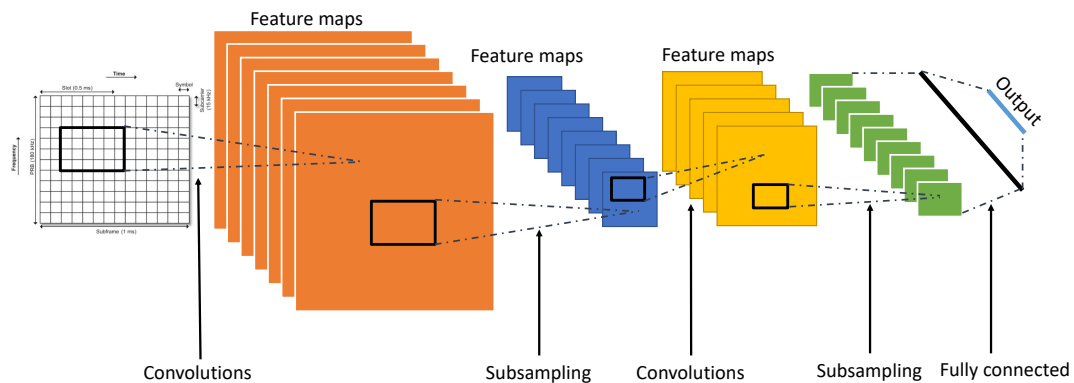 Feature maps
Feature maps
Feature maps
Time
Slot (0.5 ms)
Symbol
Subcarrier
(15 kHz)
Frequency
PRB (180 kHz)
Subframe (1 ms)
Output
Convolutions
Subsampling
Convolutions
Subsampling
Fully connected